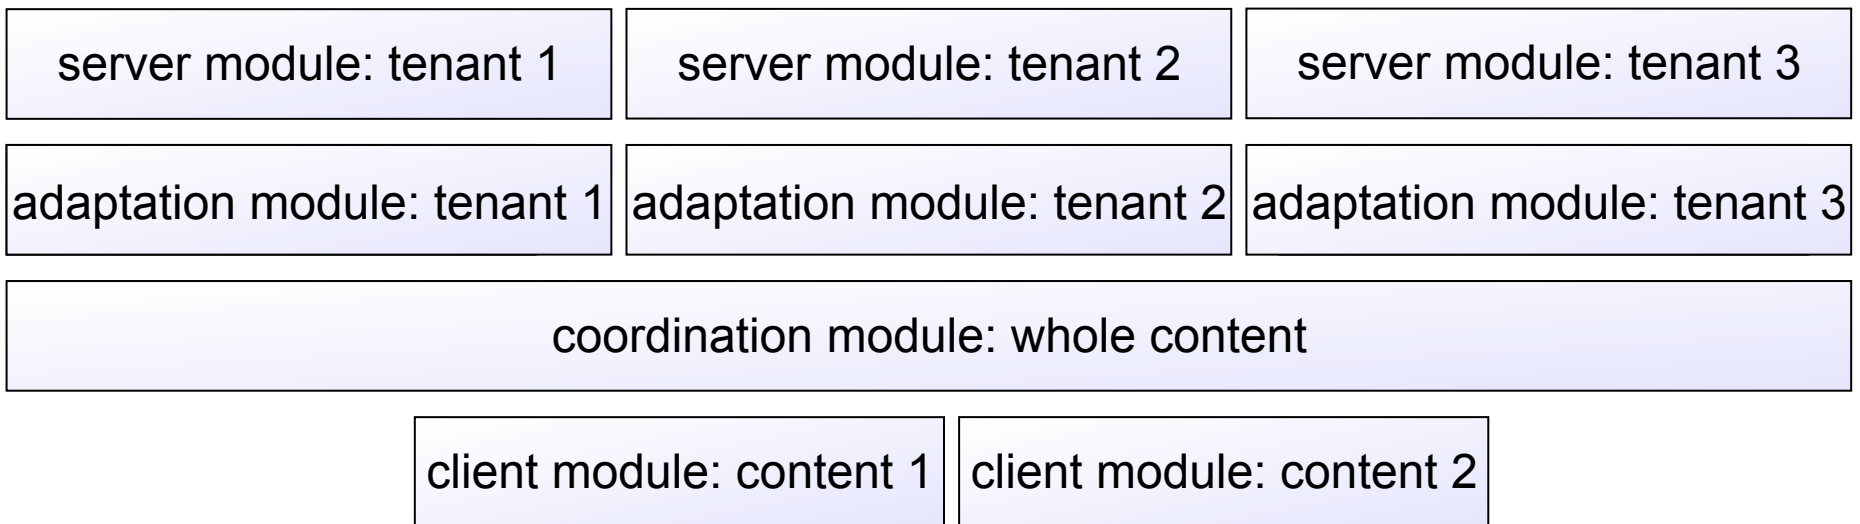 server module: tenant 1
server module: tenant 2
server module: tenant 3
adaptation module: tenant 1
adaptation module: tenant 2
adaptation module: tenant 3
coordination module: whole content
client module: content 1
client module: content 2